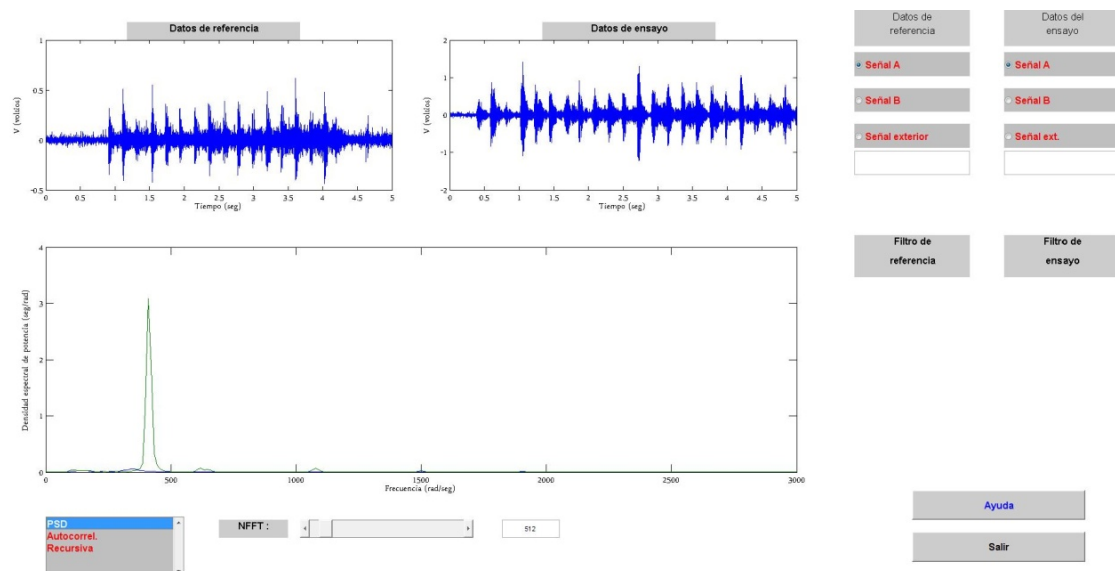 Datos de referencia
1
0.5
0
-0.5
V (voltios)
0 0.5 1 1.5 2 2.5 3 3.5 4 4.5 5
Tiempo (seg)
Datos de ensayo
2
1
0
-1
-2
V (voltios)
0 0.5 1 1.5 2 2.5 3 3.5 4 4.5 5
Tiempo (seg)
Datos de
referencia
Señal A
Señal B
Señal exterior
Datos del
ensayo
Señal A
Señal B
Señal ext.
Filtro de
referencia
Filtro de
ensayo
4
3
2
1
0
Densidad espectral de potencia (seg/rad)
0 500 1000 1500 2000 2500 3000
Frecuencia (rad/seg)
PSD
Autocorrel.
Recursiva
NFFT :
512
Ayuda
Salir